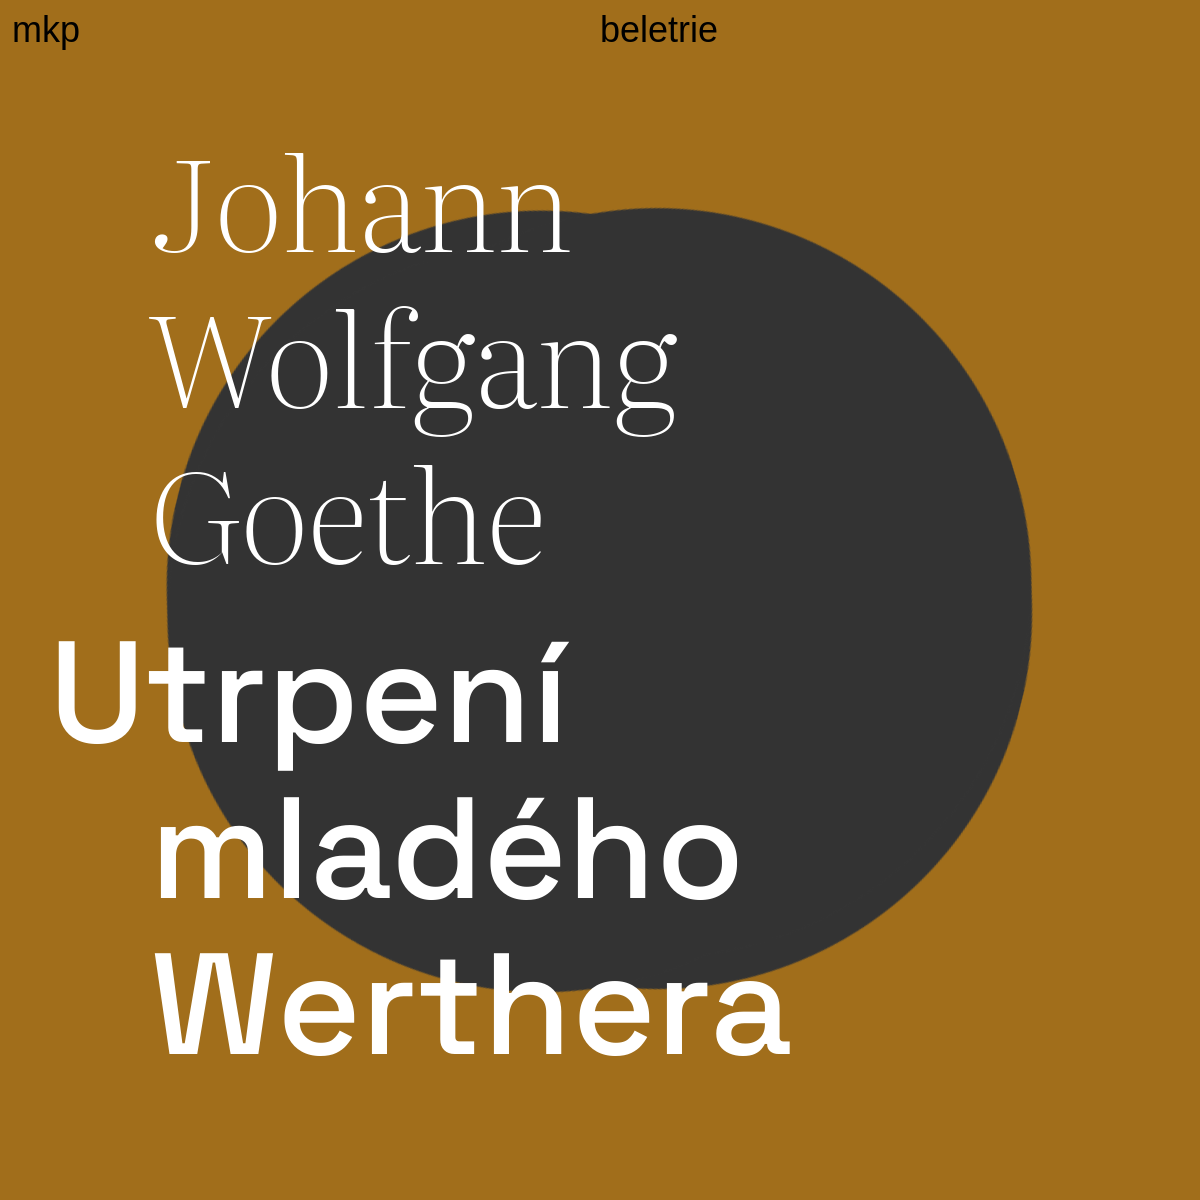 mkp
beletrie
Johann
Wolfgang
Goethe
Utrpení
mladého
Werthera